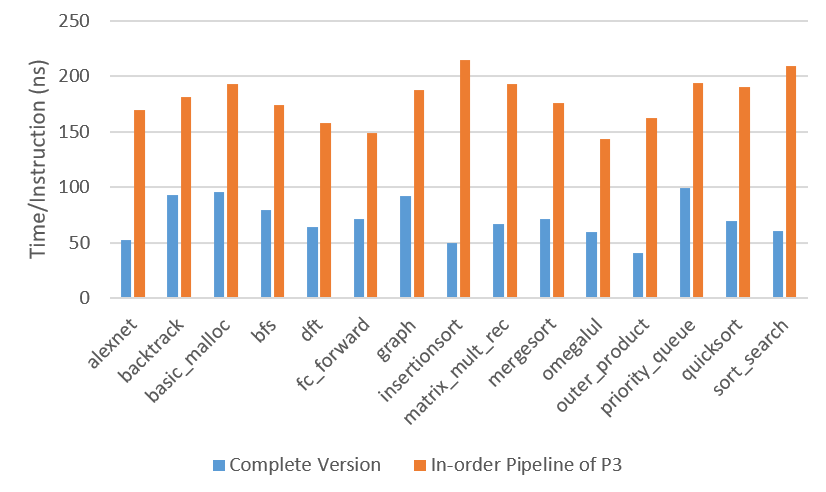 250
200
150
100
50
0
Time/Instruction (ns)
alexnet
backtrack
basic_malloc
bfs
dft
fc_forward
graph
insertionsort
matrix_mult_rec
mergesort
omegalul
outer_product
priority_queue
quicksort
sort_search
Complete Version
In-order Pipeline of P3